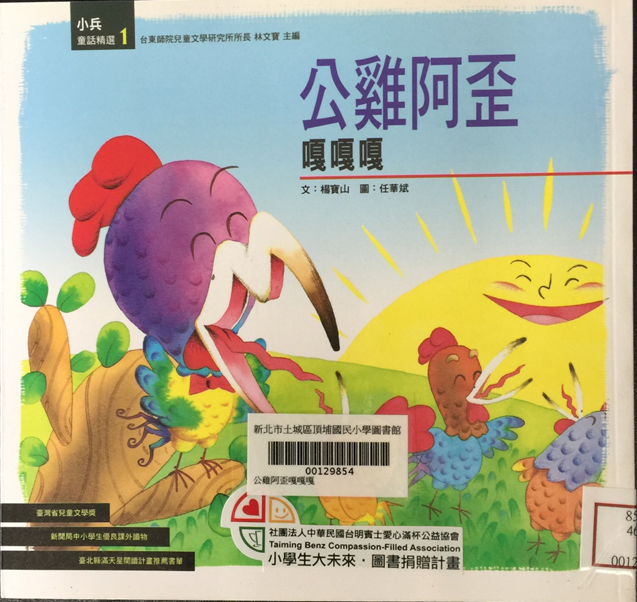 小兵
童話精選 1
台東師院兒童文學研究所所長 林文寶 主編
公雞阿歪
嘎嘎嘎
文：楊寶山 圖：任華斌
新北市土城區頂埔國民小學圖書館
00129854
公雞阿歪嘎嘎嘎
臺灣省兒童文學獎
新聞局中小學生優良課外讀物
臺北縣滿天星閱讀計畫推薦書單
社團法人中華民國台明賓士愛心滿杯公益協會
Taiming Benz Compassion-Filled Association
小學生大未來．圖書捐贈計畫
85
46
0012